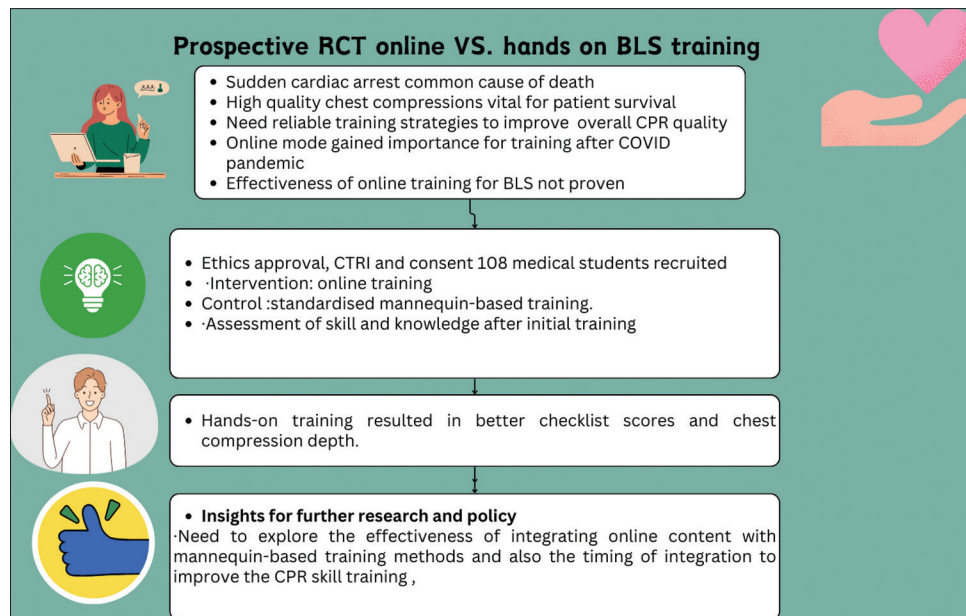 Prospective RCT online VS. hands on BLS training
• Sudden cardiac arrest common cause of death
• High quality chest compressions vital for patient survival
• Need reliable training strategies to improve overall CPR quality
• Online mode gained importance for training after COVID
pandemic
• Effectiveness of online training for BLS not proven
• Ethics approval, CTRI and consent 108 medical students recruited
• ·Intervention: online training
• Control :standardised mannequin-based training.
• ·Assessment of skill and knowledge after initial training
• Hands-on training resulted in better checklist scores and chest
compression depth.
• Insights for further research and policy
·Need to explore the effectiveness of integrating online content with
mannequin-based training methods and also the timing of integration to
improve the CPR skill training ,